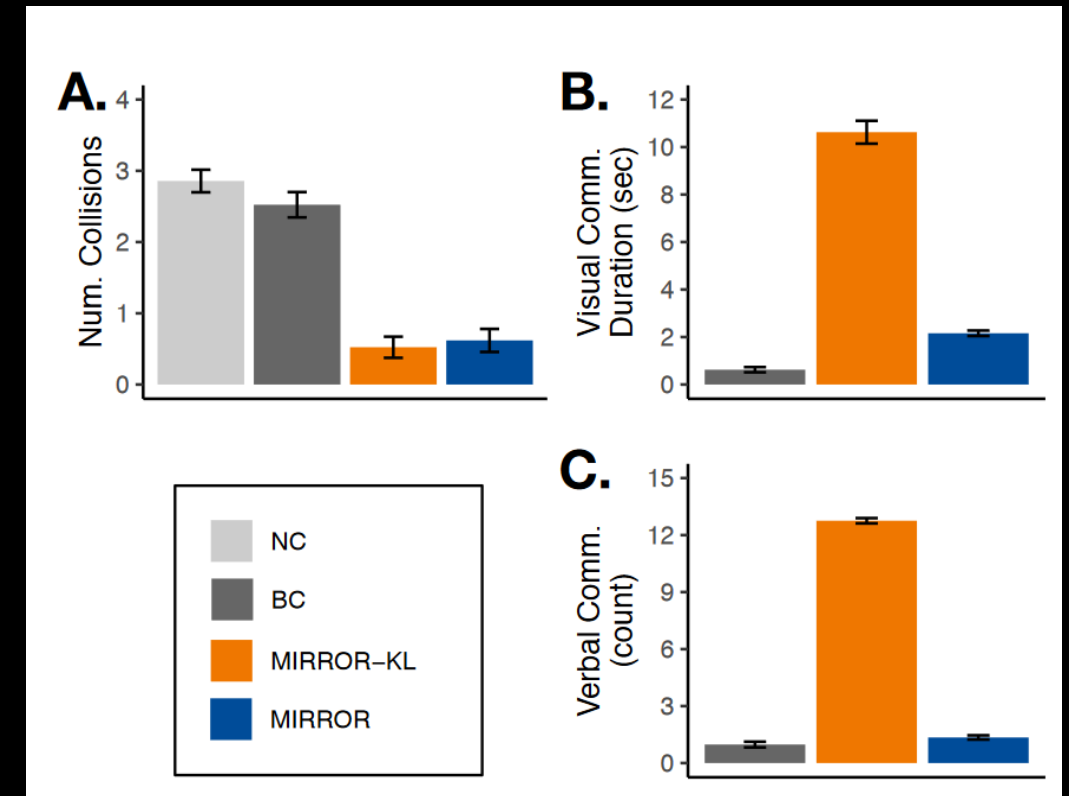 A.
Num. Collisions
4
3
2
1
0
B.
Visual Comm.
Duration (sec)
12
10
8
6
4
2
0
NC
BC
MIRROR−KL
MIRROR
C.
Verbal Comm.
(count)
15
12
9
6
3
0